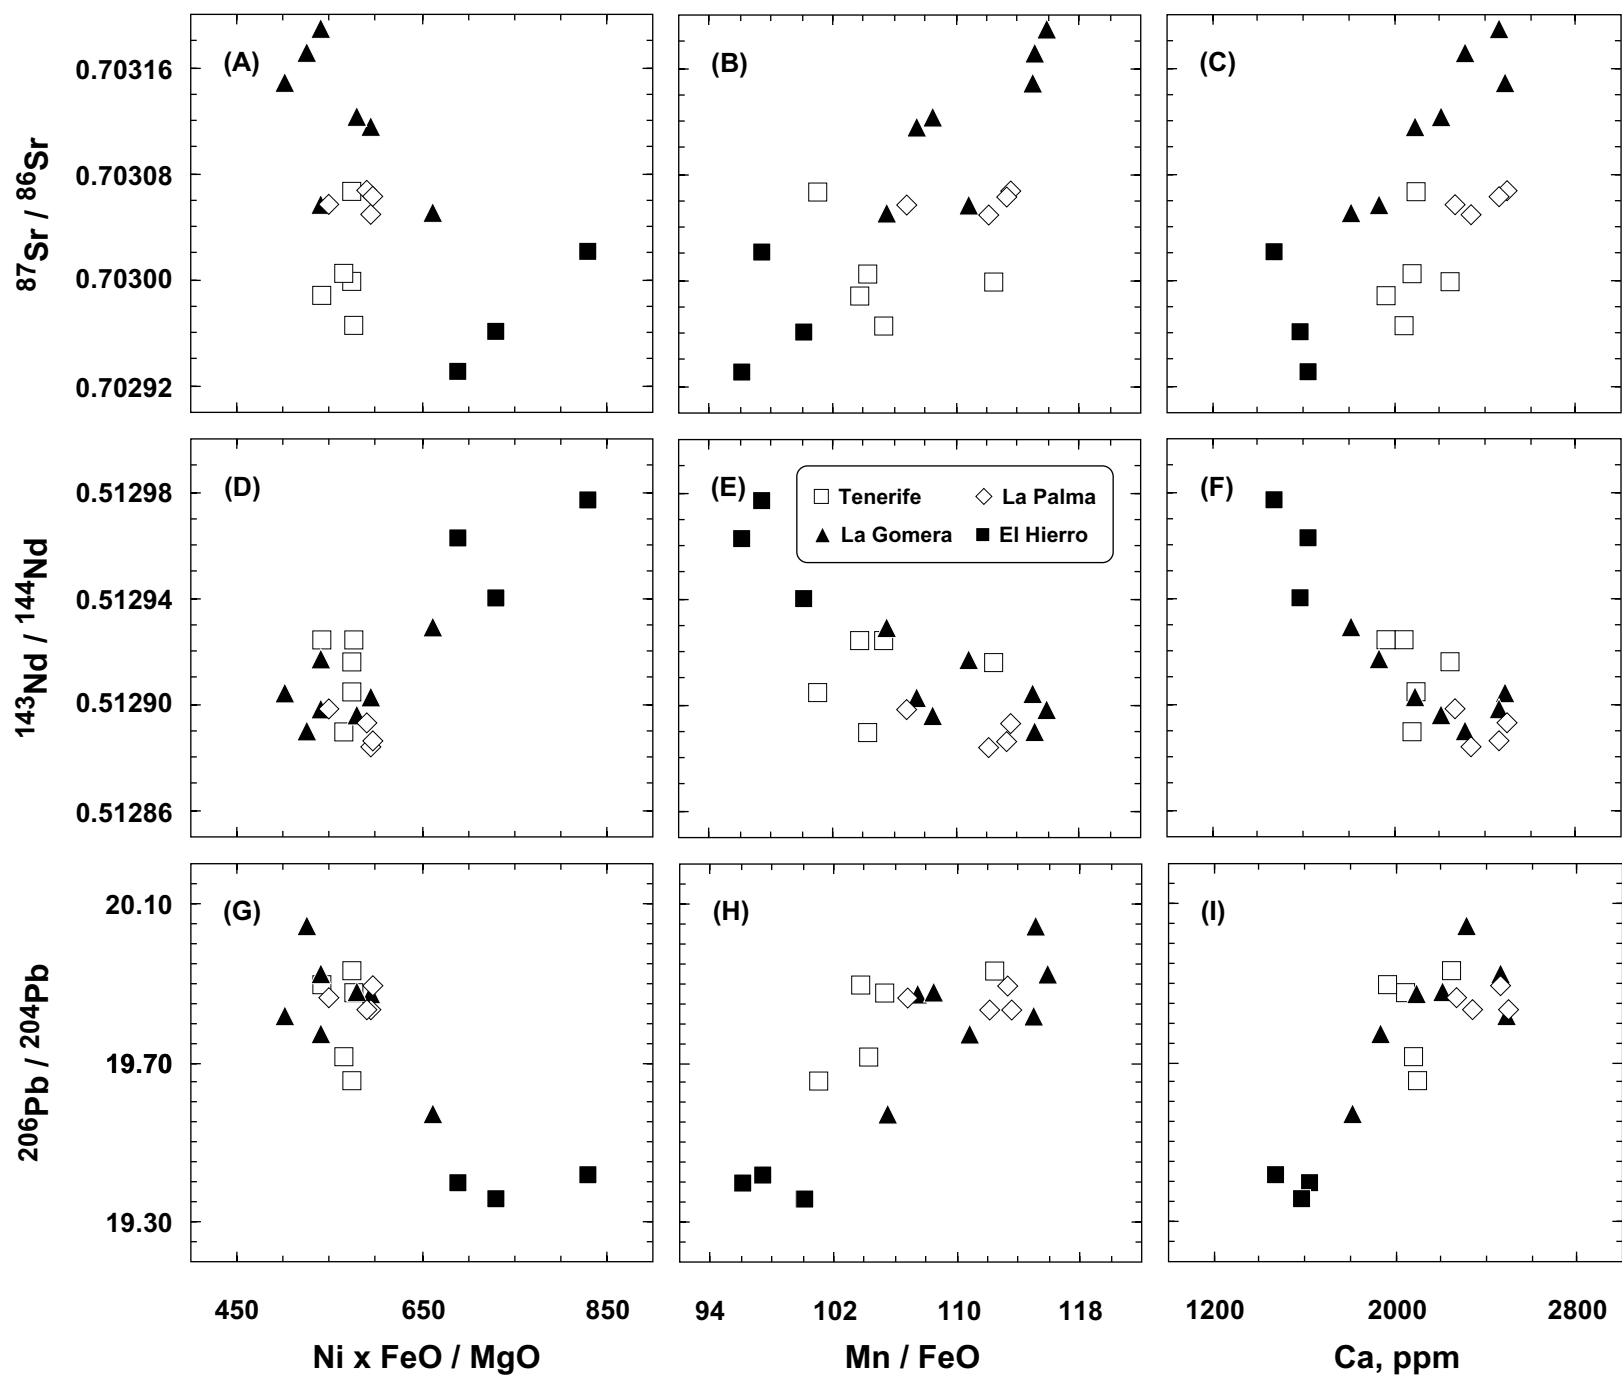 (A)
(B)
(C)
0.70316
0.70308
0.70300
0.70292
87Sr / 86Sr
(D)
(E)
(F)
Tenerife
La Palma
La Gomera
El Hierro
0.51298
0.51294
0.51290
0.51286
143Nd / 144Nd
(G)
(H)
(I)
20.10
19.70
19.30
206Pb / 204Pb
450 650 850
94 102 110 118
1200 2000 2800
Ni x FeO / MgO
Mn / FeO
Ca, ppm